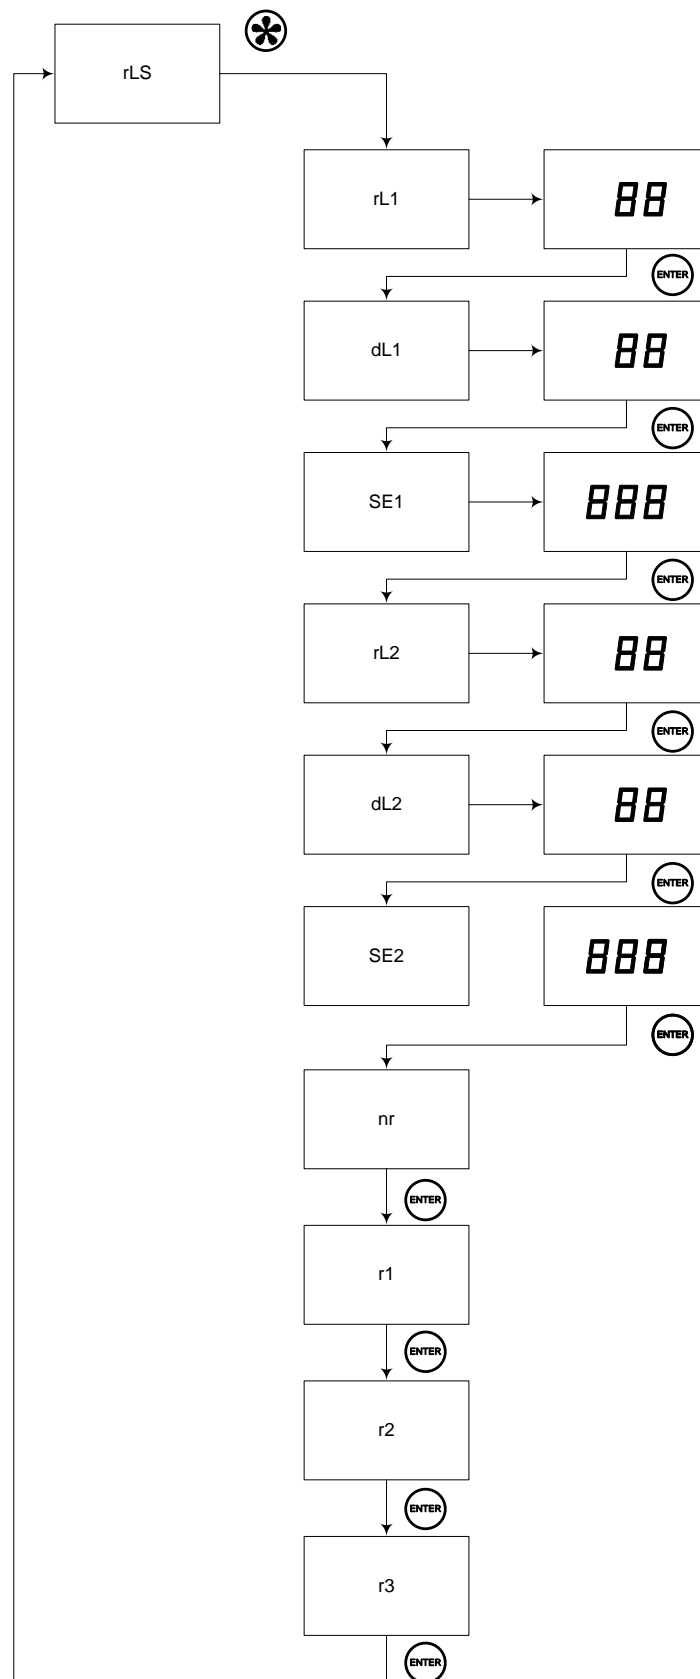 rLS
rL1
88
ENTER
dL1
88
ENTER
SE1
888
ENTER
rL2
88
ENTER
dL2
88
ENTER
SE2
888
ENTER
nr
ENTER
r1
ENTER
r2
ENTER
r3
ENTER